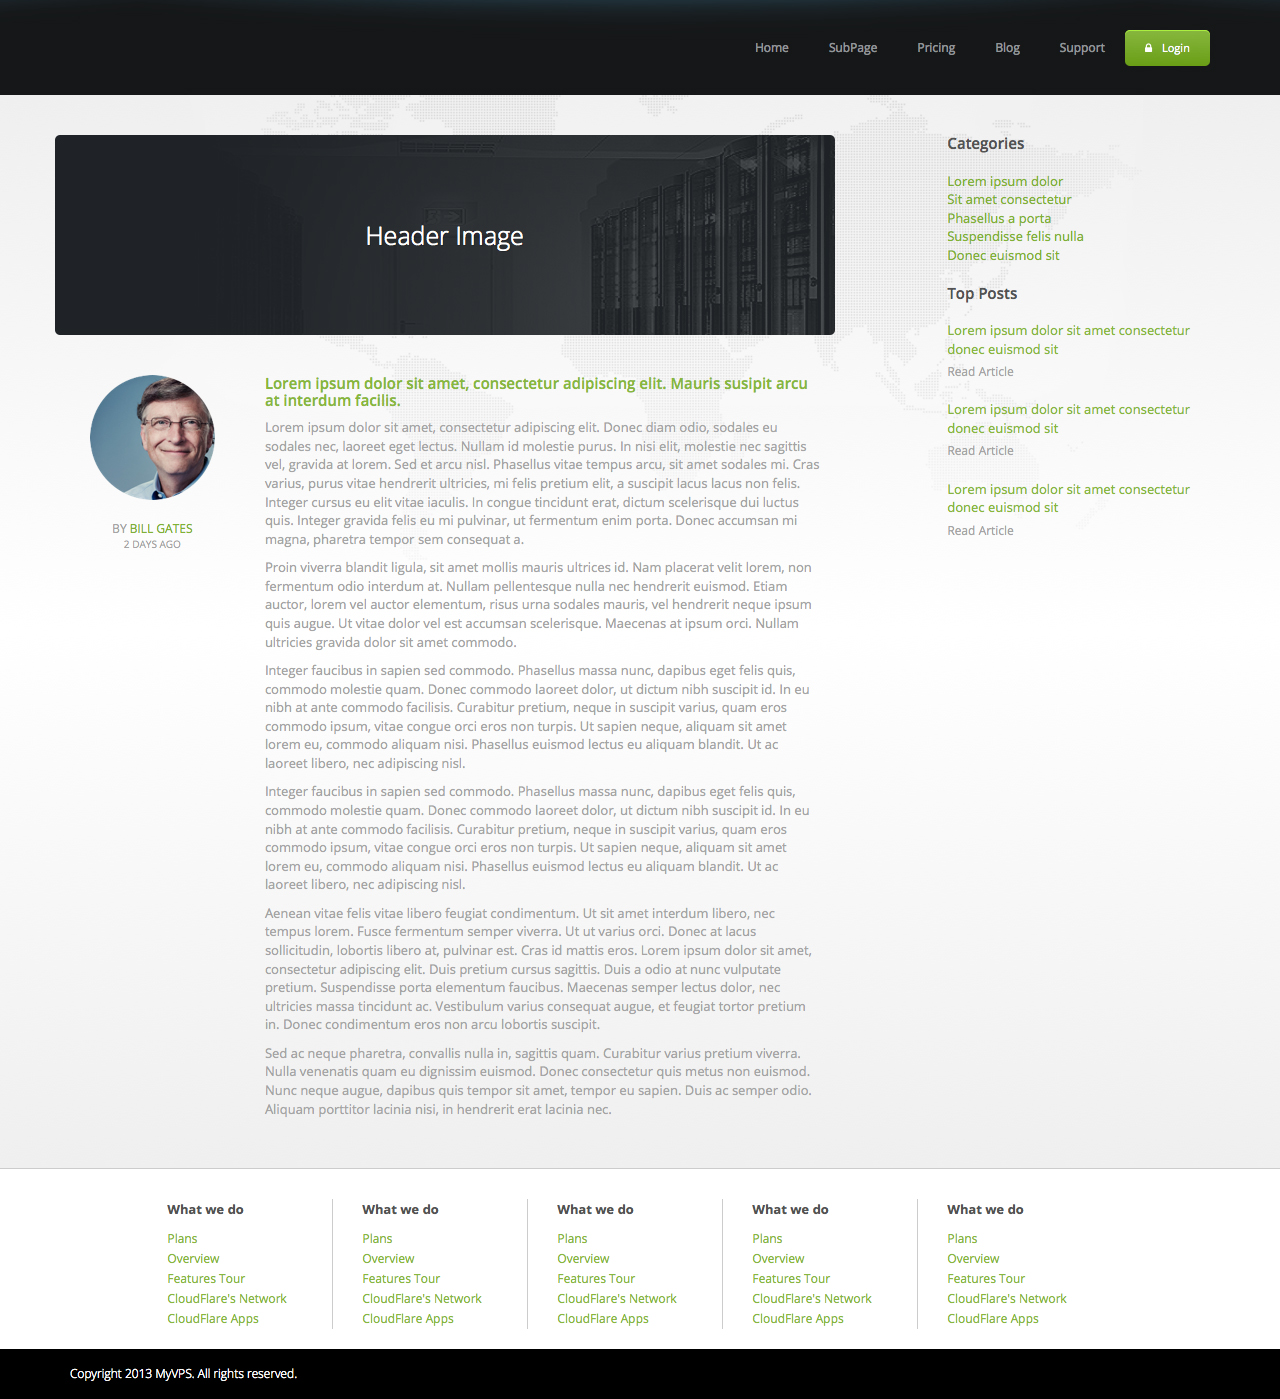 Home SubPage Pricing Blog Support Login
Header Image
BY BILL GATES
2 DAYS AGO
Lorem ipsum dolor sit amet, consectetur adipiscing elit. Mauris susipit arcu
at interdum facilis.
Lorem ipsum dolor sit amet, consectetur adipiscing elit. Donec diam odio, sodales eu
sodales nec, laoreet eget lectus. Nullam id molestie purus. In nisi elit, molestie nec sagittis
vel, gravida at lorem. Sed et arcu nisl. Phasellus vitae tempus arcu, sit amet sodales mi. Cras
varius, purus vitae hendrerit ultricies, mi felis pretium elit, a suscipit lacus lacus non felis.
Integer cursus eu elit vitae iaculis. In congue tincidunt erat, dictum scelerisque dui luctus
quis. Integer gravida felis eu mi pulvinar, ut fermentum enim porta. Donec accumsan mi
magna, pharetra tempor sem consequat a.
Proin viverra blandit ligula, sit amet mollis mauris ultrices id. Nam placerat velit lorem, non
fermentum odio interdum at. Nullam pellentesque nulla nec hendrerit euismod. Etiam
auctor, lorem vel auctor elementum, risus urna sodales mauris, vel hendrerit neque ipsum
quis augue. Ut vitae dolor vel est accumsan scelerisque. Maecenas at ipsum orci. Nullam
ultricies gravida dolor sit amet commodo.
Integer faucibus in sapien sed commodo. Phasellus massa nunc, dapibus eget felis quis,
commodo molestie quam. Donec commodo laoreet dolor, ut dictum nibh suscipit id. In eu
nibh at ante commodo facilisis. Curabitur pretium, neque in suscipit varius, quam eros
commodo ipsum, vitae congue orci eros non turpis. Ut sapien neque, aliquam sit amet
lorem eu, commodo aliquam nisi. Phasellus euismod lectus eu aliquam blandit. Ut ac
laoreet libero, nec adipiscing nisl.
Integer faucibus in sapien sed commodo. Phasellus massa nunc, dapibus eget felis quis,
commodo molestie quam. Donec commodo laoreet dolor, ut dictum nibh suscipit id. In eu
nibh at ante commodo facilisis. Curabitur pretium, neque in suscipit varius, quam eros
commodo ipsum, vitae congue orci eros non turpis. Ut sapien neque, aliquam sit amet
lorem eu, commodo aliquam nisi. Phasellus euismod lectus eu aliquam blandit. Ut ac
laoreet libero, nec adipiscing nisl.
Aenean vitae felis vitae libero feugiat condimentum. Ut sit amet interdum libero, nec
tempus lorem. Fusce fermentum semper viverra. Ut ut varius orci. Donec at lacus
sollicitudin, lobortis libero at, pulvinar est. Cras id mattis eros. Lorem ipsum dolor sit amet,
consectetur adipiscing elit. Duis pretium cursus sagittis. Duis a odio at nunc vulputate
pretium. Suspendisse porta elementum faucibus. Maecenas semper lectus dolor, nec
ultricies massa tincidunt ac. Vestibulum varius consequat augue, et feugiat tortor pretium
in. Donec condimentum eros non arcu lobortis suscipit.
Sed ac neque pharetra, convallis nulla in, sagittis quam. Curabitur varius pretium viverra.
Nulla venenatis quam eu dignissim euismod. Donec consectetur quis metus non euismod.
Nunc neque augue, dapibus quis tempor sit amet, tempor eu sapien. Duis ac semper odio.
Aliquam porttitor lacinia nisi, in hendrerit erat lacinia nec.
Categories
Lorem ipsum dolor
Sit amet consectetur
Phasellus a porta
Suspendisse felis nulla
Donec euismod sit
Top Posts
Lorem ipsum dolor sit amet consectetur
donec euismod sit
Read Article
Lorem ipsum dolor sit amet consectetur
donec euismod sit
Read Article
Lorem ipsum dolor sit amet consectetur
donec euismod sit
Read Article
What we do
Plans
Overview
Features Tour
CloudFlare's Network
CloudFlare Apps
What we do
Plans
Overview
Features Tour
CloudFlare's Network
CloudFlare Apps
What we do
Plans
Overview
Features Tour
CloudFlare's Network
CloudFlare Apps
What we do
Plans
Overview
Features Tour
CloudFlare's Network
CloudFlare Apps
What we do
Plans
Overview
Features Tour
CloudFlare's Network
CloudFlare Apps
Copyright 2013 MyVPS. All rights reserved.